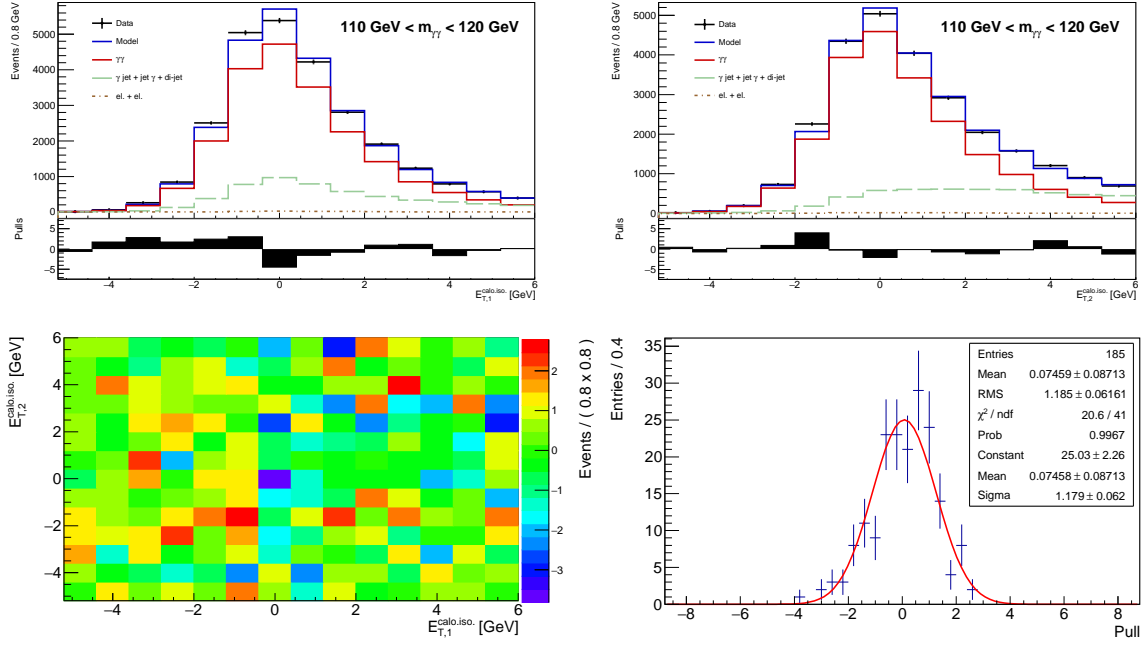 110 GeV < mγγ < 120 GeV
Events / 0.8 GeV
Data
Model
γγ
γ jet + jet γ + di-jet
el. + el.
6000
5000
4000
3000
2000
1000
0
Pulls
5
0
−5
−4 −2 0 2 4 6
E_{T,1}^{calo.iso.} [GeV]
110 GeV < mγγ < 120 GeV
Events / 0.8 GeV
Data
Model
γγ
γ jet + jet γ + di-jet
el. + el.
5000
4000
3000
2000
1000
0
Pulls
5
0
−5
−4 −2 0 2 4 6
E_{T,2}^{calo.iso.} [GeV]
E_{T,2}^{calo.iso.} [GeV]
6
4
2
0
−2
−4
−4 −2 0 2 4 6
E_{T,1}^{calo.iso.} [GeV]
2
1
0
−1
−2
−3
Events / ( 0.8 x 0.8 )
Entries / 0.4
35
30
25
20
15
10
5
0
−8 −6 −4 −2 0 2 4 6 8
Pull
Entries 185
Mean 0.07459 ± 0.08713
RMS 1.185 ± 0.06161
χ² / ndf 20.6 / 41
Prob 0.9967
Constant 25.03 ± 2.26
Mean 0.07458 ± 0.08713
Sigma 1.179 ± 0.062